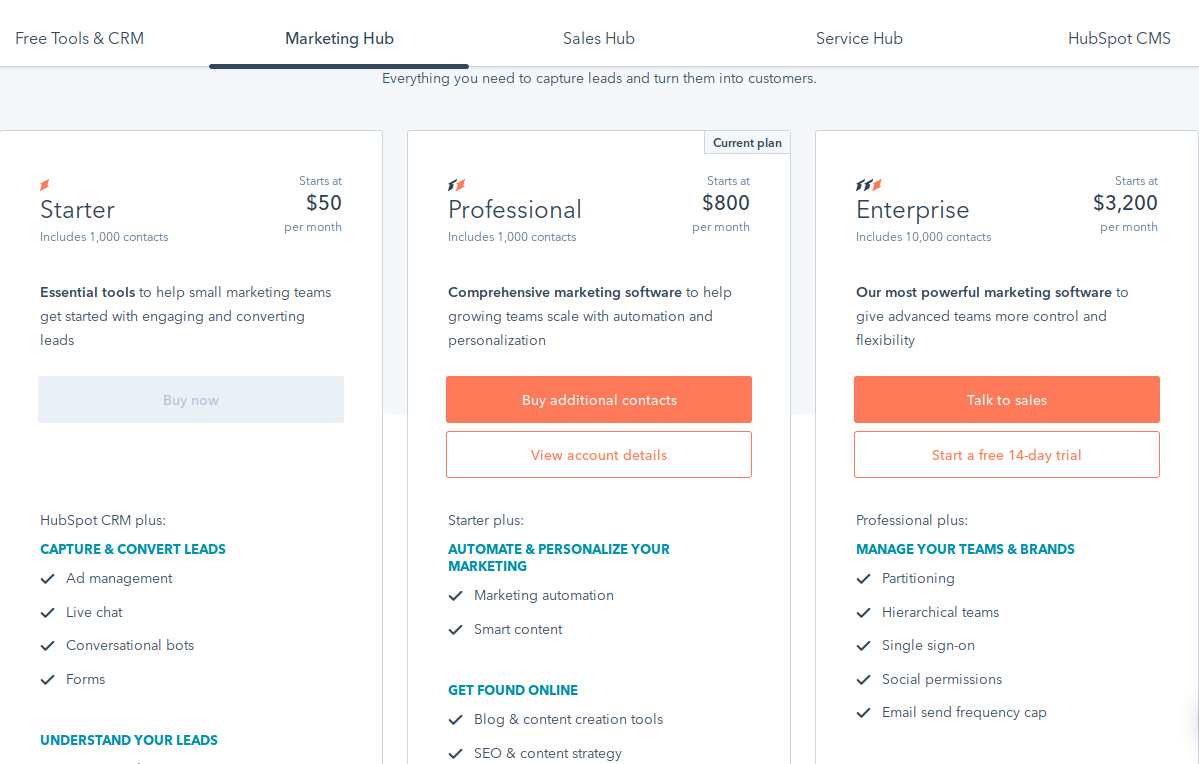 Free Tools & CRM
Marketing Hub
Sales Hub
Service Hub
HubSpot CMS
Everything you need to capture leads and turn them into customers.
Starter
Includes 1,000 contacts
Starts at
$50
per month
Essential tools to help small marketing teams
get started with engaging and converting
leads
Buy now
HubSpot CRM plus:
CAPTURE & CONVERT LEADS
Ad management
Live chat
Conversational bots
Forms
UNDERSTAND YOUR LEADS
Current plan
Professional
Includes 1,000 contacts
Starts at
$800
per month
Comprehensive marketing software to help
growing teams scale with automation and
personalization
Buy additional contacts
View account details
Starter plus:
AUTOMATE & PERSONALIZE YOUR
MARKETING
Marketing automation
Smart content
GET FOUND ONLINE
Blog & content creation tools
SEO & content strategy
Enterprise
Includes 10,000 contacts
Starts at
$3,200
per month
Our most powerful marketing software to
give advanced teams more control and
flexibility
Talk to sales
Start a free 14-day trial
Professional plus:
MANAGE YOUR TEAMS & BRANDS
Partitioning
Hierarchical teams
Single sign-on
Social permissions
Email send frequency cap